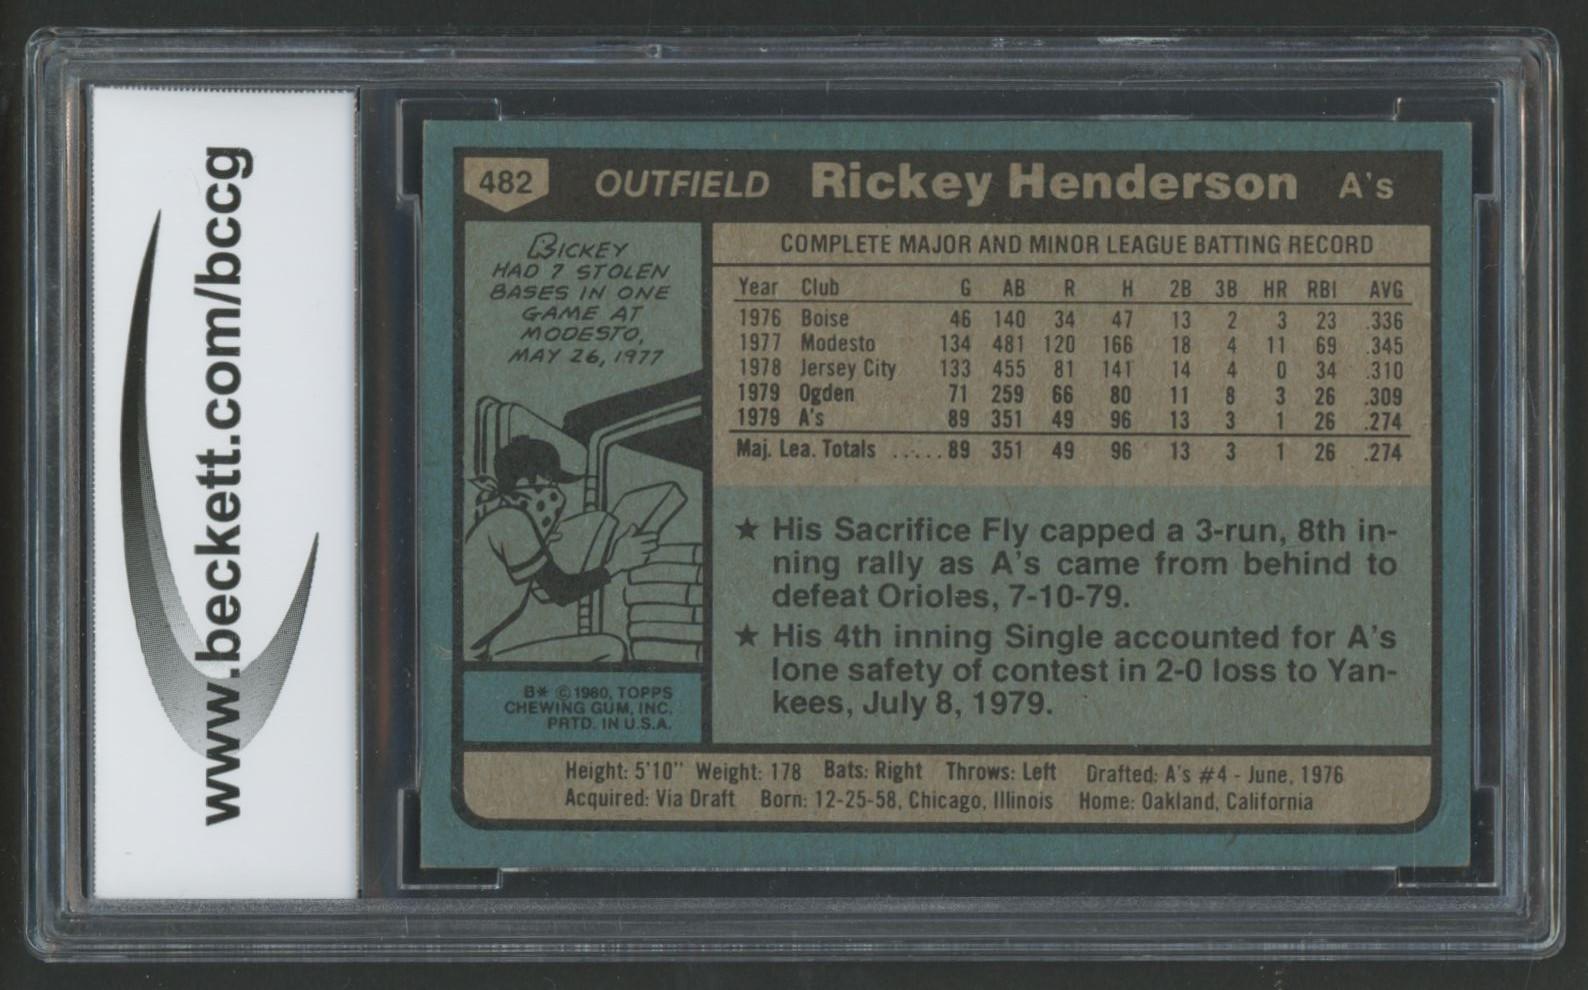 www.beckett.com/bccg
482 OUTFIELD Rickey Henderson A's
RICKEY
HAD 7 STOLEN
BASES IN ONE
GAME AT
MODESTO,
MAY 26, 1977
B* © 1980, TOPPS
CHEWING GUM, INC.
PRTD. IN U.S.A.
COMPLETE MAJOR AND MINOR LEAGUE BATTING RECORD
Year Club G AB R H 2B 3B HR RBI AVG
1976 Boise 46 140 34 47 13 2 3 23 .336
1977 Modesto 134 481 120 166 18 4 11 69 .345
1978 Jersey City 133 455 81 141 14 4 0 34 .310
1979 Ogden 71 259 66 80 11 8 3 26 .309
1979 A's 89 351 49 96 13 3 1 26 .274
Maj. Lea. Totals ..... 89 351 49 96 13 3 1 26 .274
★ His Sacrifice Fly capped a 3-run, 8th in-
ning rally as A's came from behind to
defeat Orioles, 7-10-79.
★ His 4th inning Single accounted for A's
lone safety of contest in 2-0 loss to Yan-
kees, July 8, 1979.
Height: 5'10" Weight: 178 Bats: Right Throws: Left Drafted: A's #4 - June, 1976
Acquired: Via Draft Born: 12-25-58, Chicago, Illinois Home: Oakland, California